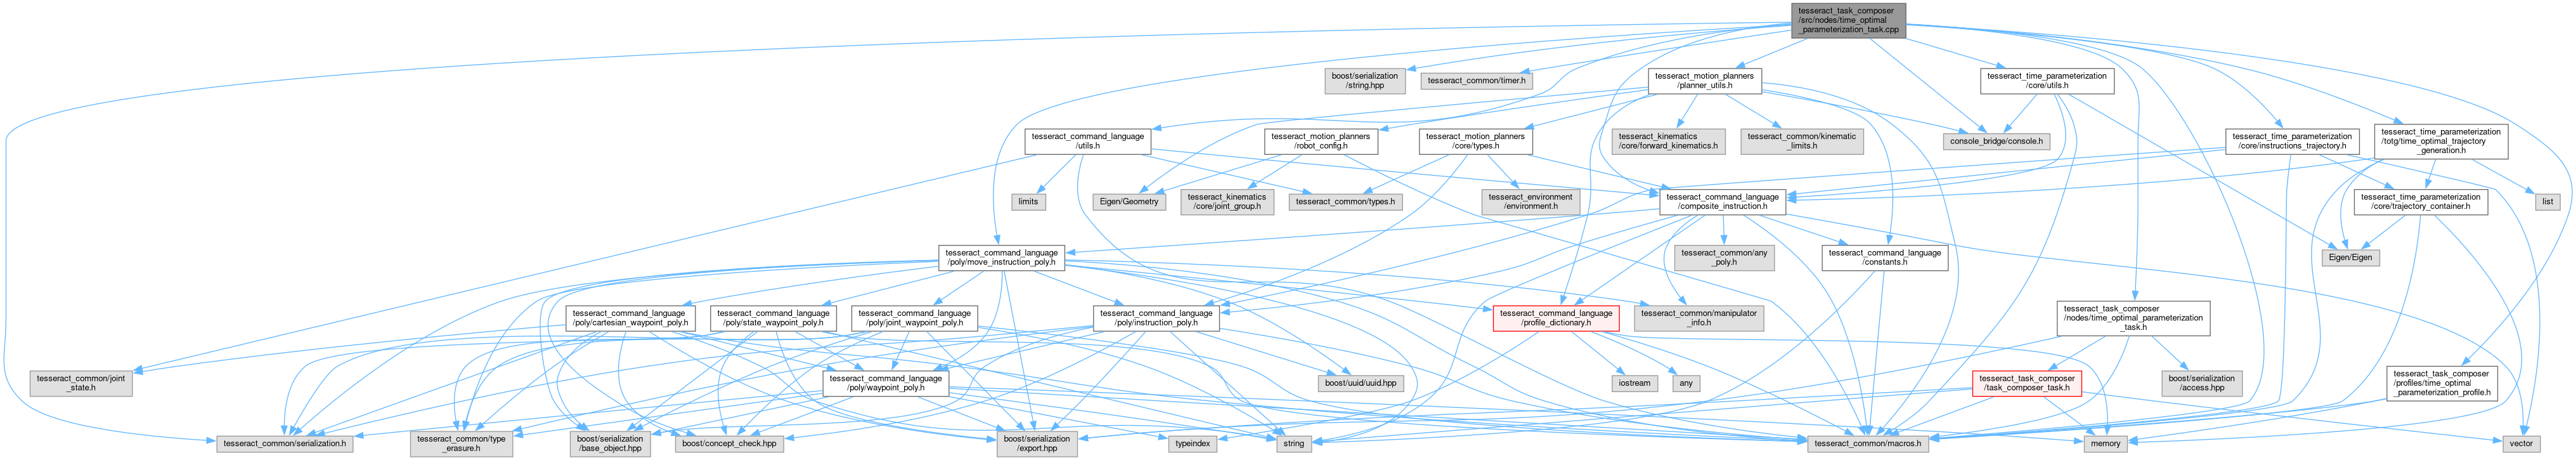 tesseract_task_composer
/src/nodes/time_optimal
_parameterization_task.cpp
boost/serialization
/string.hpp
tesseract_common/timer.h
tesseract_motion_planners
/planner_utils.h
tesseract_time_parameterization
/core/utils.h
tesseract_command_language
/utils.h
tesseract_motion_planners
/robot_config.h
tesseract_motion_planners
/core/types.h
tesseract_kinematics
/core/forward_kinematics.h
tesseract_common/kinematic
_limits.h
console_bridge/console.h
tesseract_time_parameterization
/core/instructions_trajectory.h
tesseract_time_parameterization
/totg/time_optimal_trajectory
_generation.h
limits
Eigen/Geometry
tesseract_kinematics
/core/joint_group.h
tesseract_common/types.h
tesseract_environment
/environment.h
tesseract_command_language
/composite_instruction.h
tesseract_time_parameterization
/core/trajectory_container.h
list
tesseract_command_language
/poly/move_instruction_poly.h
tesseract_common/any
_poly.h
tesseract_command_language
/constants.h
Eigen/Eigen
tesseract_command_language
/poly/cartesian_waypoint_poly.h
tesseract_command_language
/poly/state_waypoint_poly.h
tesseract_command_language
/poly/joint_waypoint_poly.h
tesseract_command_language
/poly/instruction_poly.h
tesseract_command_language
/profile_dictionary.h
tesseract_common/manipulator
_info.h
tesseract_task_composer
/nodes/time_optimal_parameterization
_task.h
tesseract_common/joint
_state.h
tesseract_command_language
/poly/waypoint_poly.h
boost/uuid/uuid.hpp
iostream
any
tesseract_task_composer
/task_composer_task.h
boost/serialization
/access.hpp
tesseract_task_composer
/profiles/time_optimal
_parameterization_profile.h
tesseract_common/serialization.h
tesseract_common/type
_erasure.h
boost/serialization
/base_object.hpp
boost/concept_check.hpp
boost/serialization
/export.hpp
typeindex
string
tesseract_common/macros.h
memory
vector